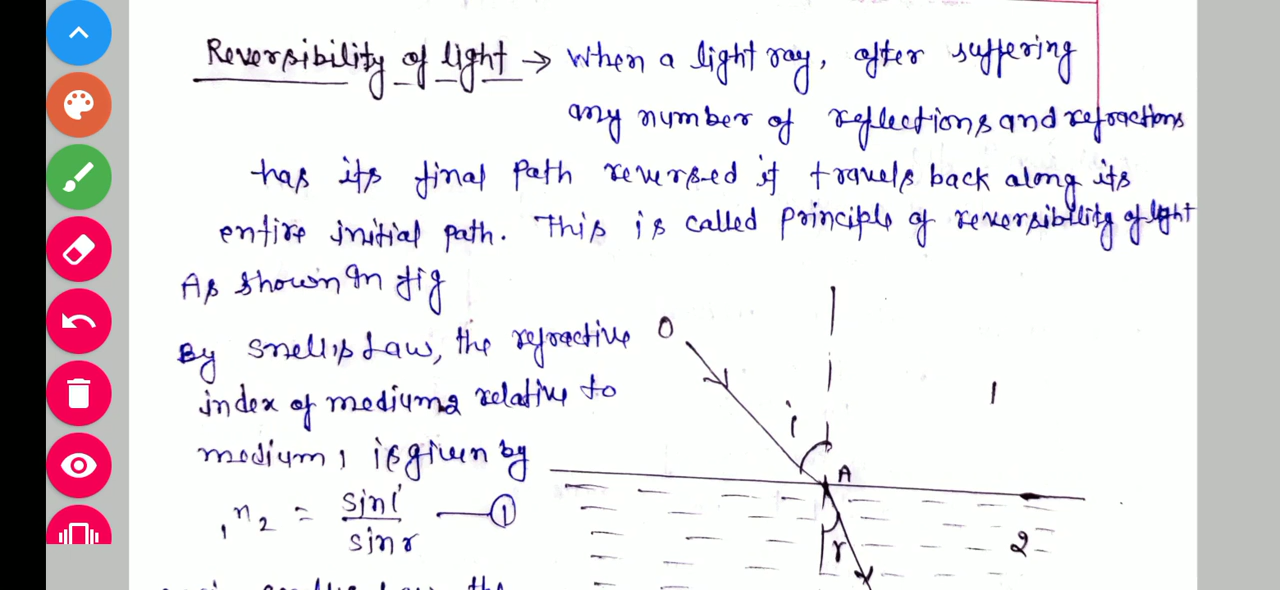 Reversibility of light → When a light ray, after suffering
any number of reflections and refractions
has its final path reversed it travels back along its
entire initial path. This is called principle of reversibility of light
As shown In fig
By snell's Law, the refractive
index of medium 2 relative to
medium 1 is given by
₁n₂ = sin i / sin r — ①
O
i
1
A
r
2